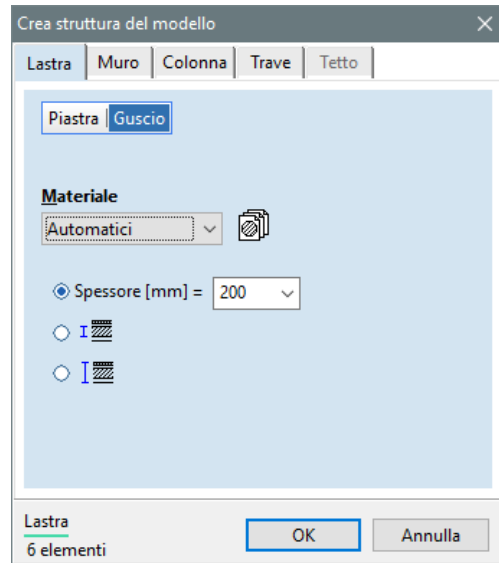 Crea struttura del modello
Lastra Muro Colonna Trave Tetto
Piastra Guscio
Materiale
Automatici
Spessore [mm] = 200
Lastra
6 elementi
OK Annulla